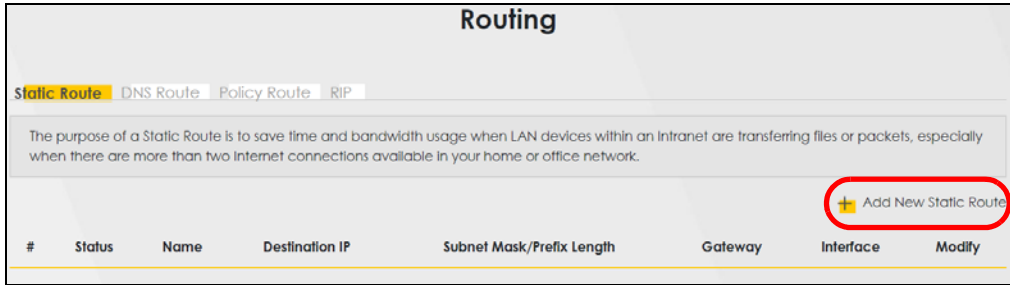 Routing
Static Route DNS Route Policy Route RIP
The purpose of a Static Route is to save time and bandwidth usage when LAN devices within an Intranet are transferring files or packets, especially
when there are more than two Internet connections available in your home or office network.
+ Add New Static Route
# Status Name Destination IP Subnet Mask/Prefix Length Gateway Interface Modify